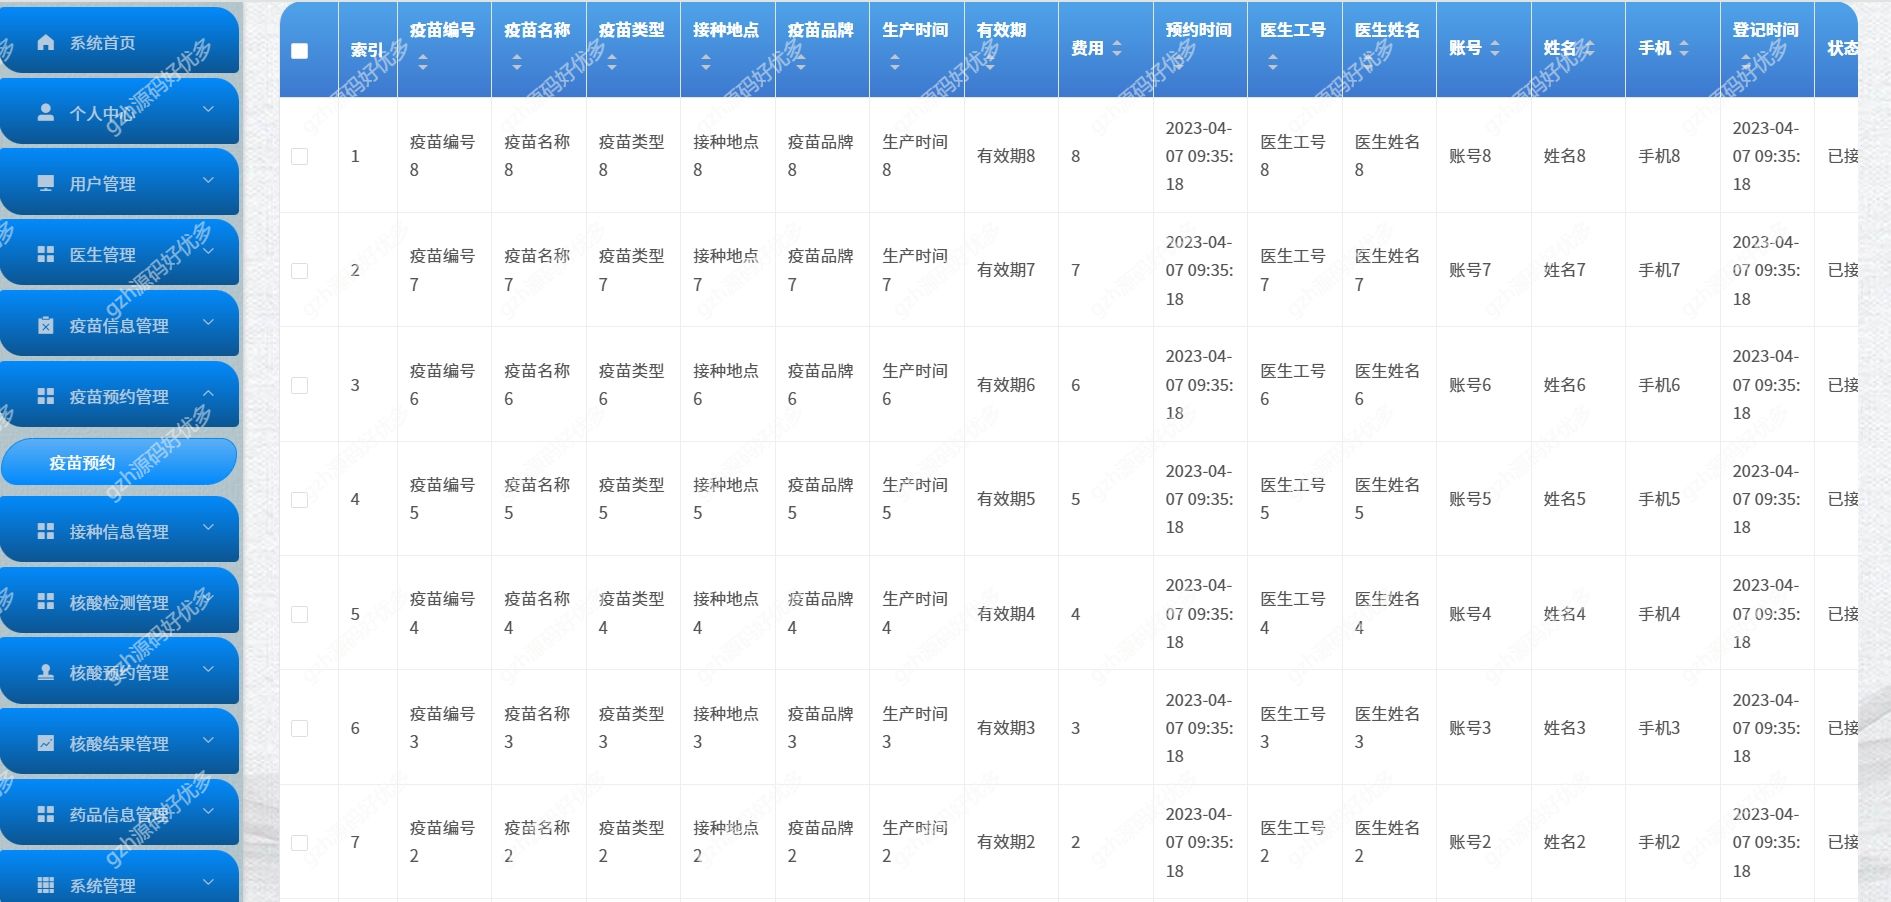 系统首页
个人中心
用户管理
医生管理
疫苗信息管理
疫苗预约管理
疫苗预约
接种信息管理
核酸检测管理
核酸预约管理
核酸结果管理
药品信息管理
系统管理
索引 疫苗编号 疫苗名称 疫苗类型 接种地点 疫苗品牌 生产时间 有效期 费用 预约时间 医生工号 医生姓名 账号 姓名 手机 登记时间 状态
1 疫苗编号8 疫苗名称8 疫苗类型8 接种地点8 疫苗品牌8 生产时间8 有效期8 8 2023-04-07 09:35:18 医生工号8 医生姓名8 账号8 姓名8 手机8 2023-04-07 09:35:18 已接
2 疫苗编号7 疫苗名称7 疫苗类型7 接种地点7 疫苗品牌7 生产时间7 有效期7 7 2023-04-07 09:35:18 医生工号7 医生姓名7 账号7 姓名7 手机7 2023-04-07 09:35:18 已接
3 疫苗编号6 疫苗名称6 疫苗类型6 接种地点6 疫苗品牌6 生产时间6 有效期6 6 2023-04-07 09:35:18 医生工号6 医生姓名6 账号6 姓名6 手机6 2023-04-07 09:35:18 已接
4 疫苗编号5 疫苗名称5 疫苗类型5 接种地点5 疫苗品牌5 生产时间5 有效期5 5 2023-04-07 09:35:18 医生工号5 医生姓名5 账号5 姓名5 手机5 2023-04-07 09:35:18 已接
5 疫苗编号4 疫苗名称4 疫苗类型4 接种地点4 疫苗品牌4 生产时间4 有效期4 4 2023-04-07 09:35:18 医生工号4 医生姓名4 账号4 姓名4 手机4 2023-04-07 09:35:18 已接
6 疫苗编号3 疫苗名称3 疫苗类型3 接种地点3 疫苗品牌3 生产时间3 有效期3 3 2023-04-07 09:35:18 医生工号3 医生姓名3 账号3 姓名3 手机3 2023-04-07 09:35:18 已接
7 疫苗编号2 疫苗名称2 疫苗类型2 接种地点2 疫苗品牌2 生产时间2 有效期2 2 2023-04-07 09:35:18 医生工号2 医生姓名2 账号2 姓名2 手机2 2023-04-07 09:35:18 已接
gzh源码好优多